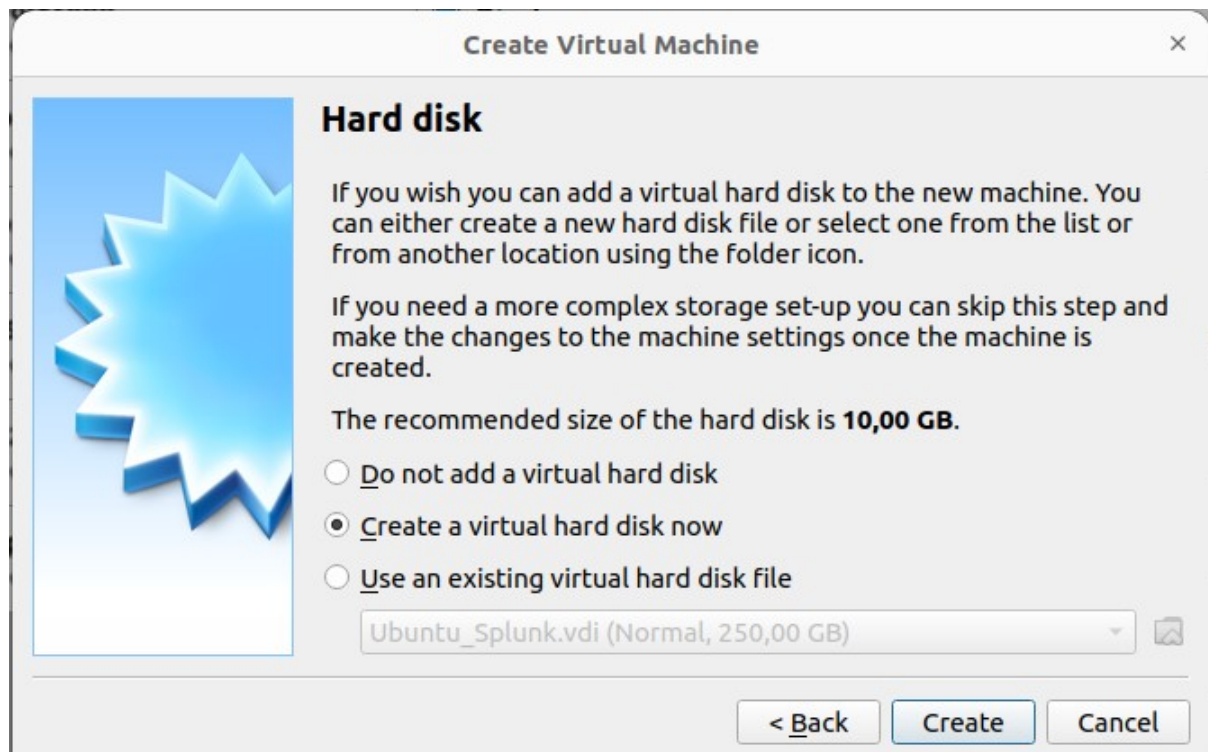 Create Virtual Machine
Hard disk
If you wish you can add a virtual hard disk to the new machine. You
can either create a new hard disk file or select one from the list or
from another location using the folder icon.
If you need a more complex storage set-up you can skip this step and
make the changes to the machine settings once the machine is
created.
The recommended size of the hard disk is 10,00 GB.
Do not add a virtual hard disk
Create a virtual hard disk now
Use an existing virtual hard disk file
Ubuntu_Splunk.vdi (Normal, 250,00 GB)
< Back Create Cancel